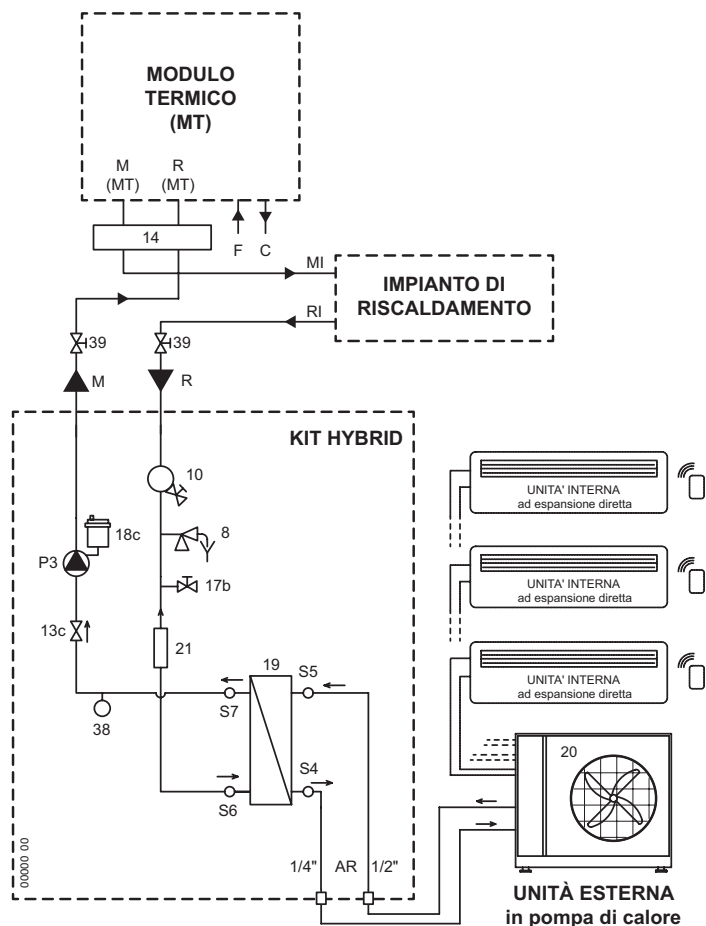 MODULO
TERMICO
(MT)
M
(MT)
R
(MT)
14
F
C
MI
IMPIANTO DI
RISCALDAMENTO
RI
39
39
M
R
KIT HYBRID
10
18c
8
P3
17b
13c
21
19
S5
S7
38
S4
S6
1/4"
AR
1/2"
00000 00
UNITA' INTERNA
ad espansione diretta
UNITA' INTERNA
ad espansione diretta
UNITA' INTERNA
ad espansione diretta
20
UNITÀ ESTERNA
in pompa di calore